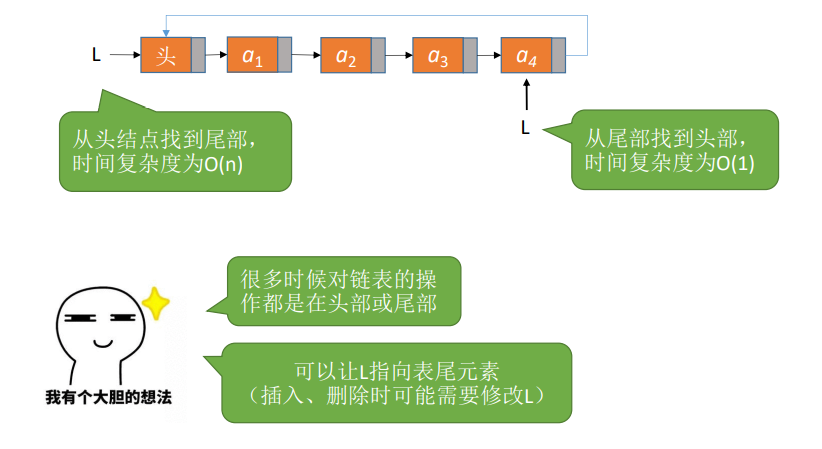 L
头
a1
a2
a3
a4
L
从头结点找到尾部，
时间复杂度为O(n)
从尾部找到头部，
时间复杂度为O(1)
很多时候对链表的操
作都是在头部或尾部
可以让L指向表尾元素
（插入、删除时可能需要修改L）
我有个大胆的想法